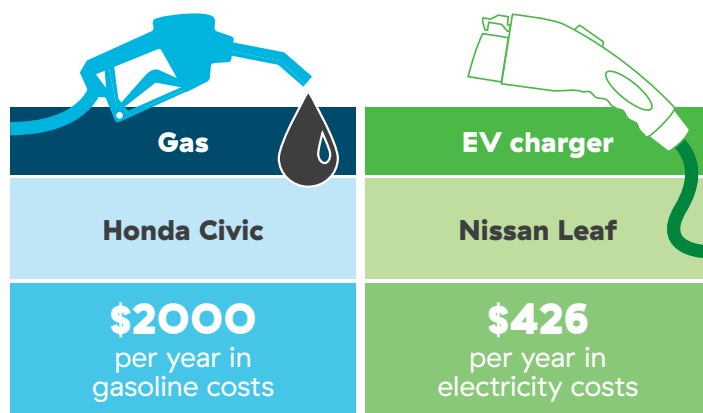 Gas
EV charger
Honda Civic
Nissan Leaf
$2000
per year in
gasoline costs
$426
per year in
electricity costs